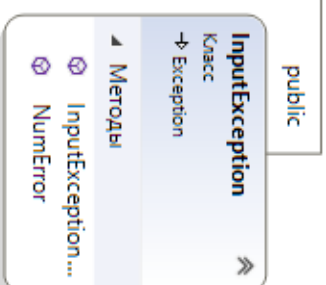 public
InputException
Класс
Exception
Методы
InputException...
NumError